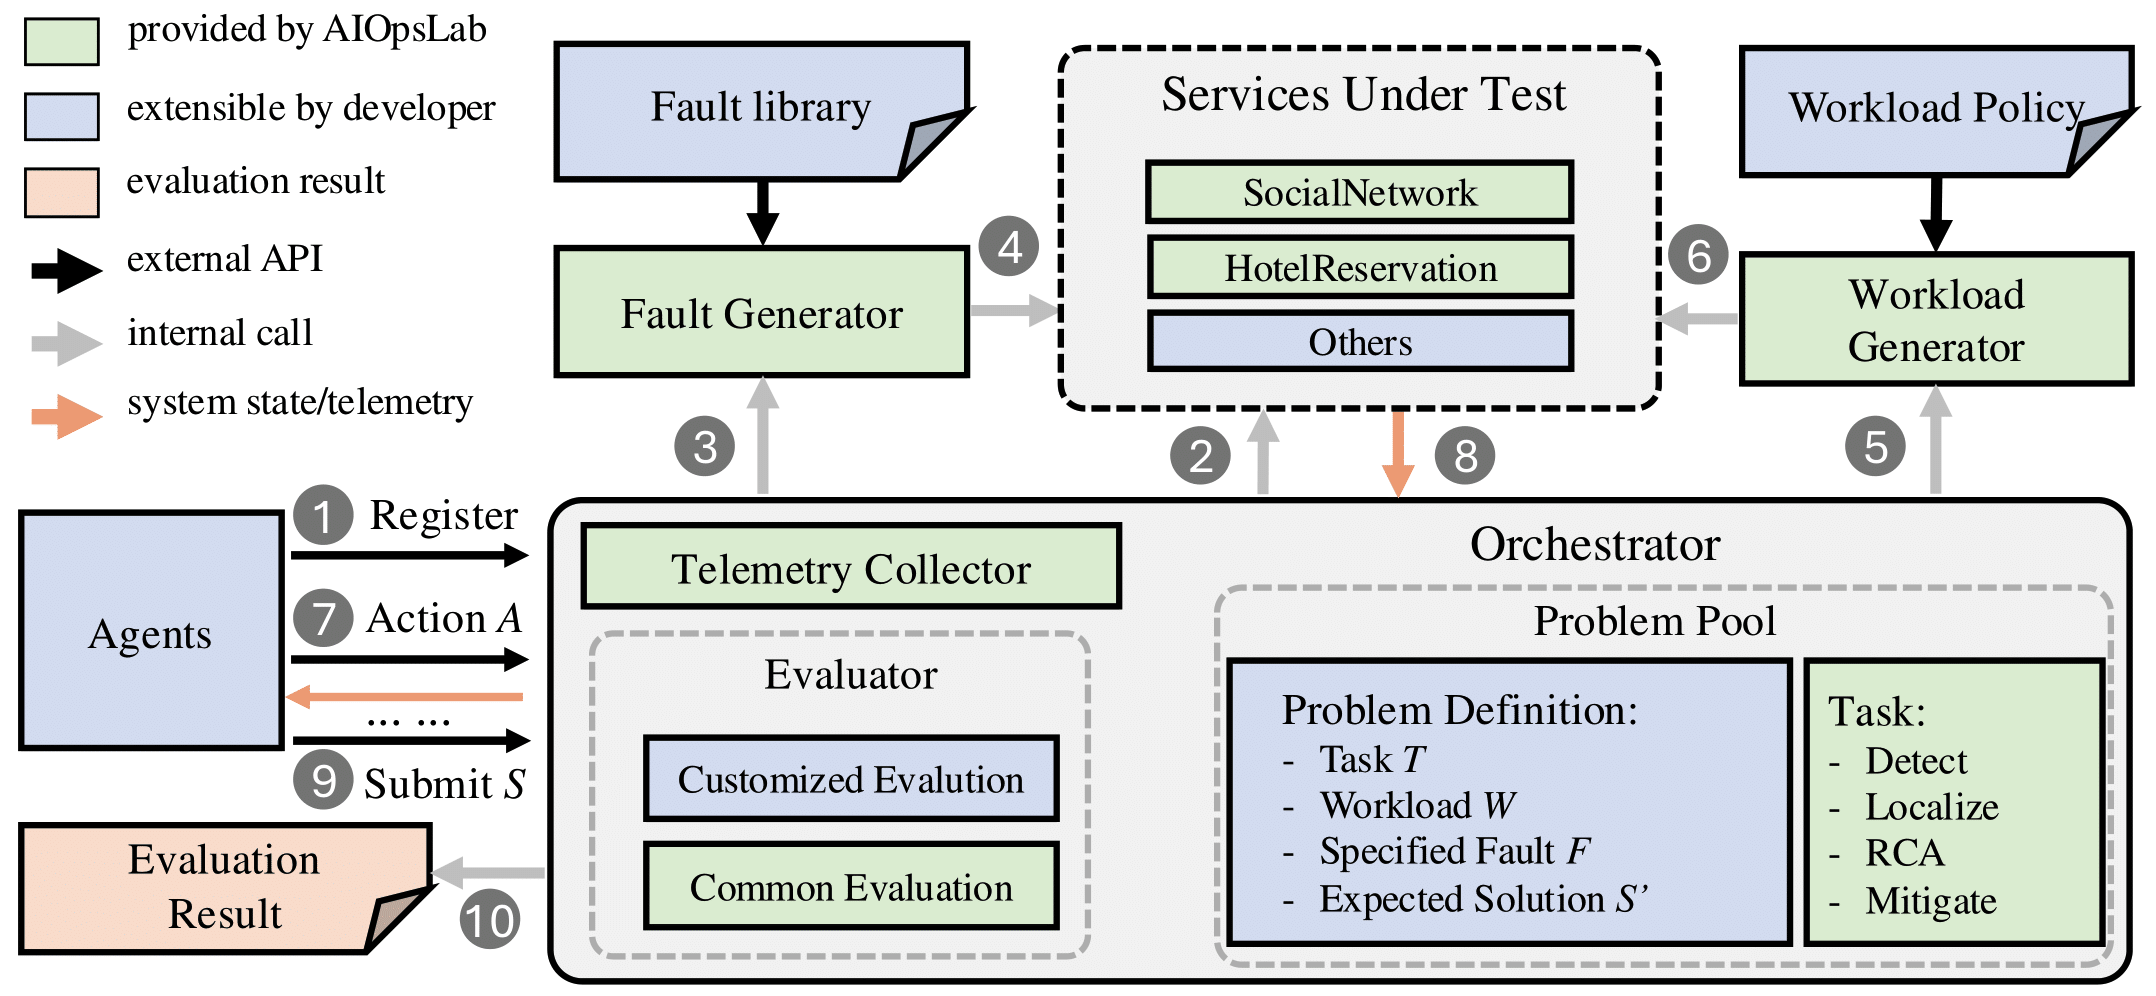 provided by AIOpsLab
extensible by developer
evaluation result
external API
internal call
system state/telemetry
Fault library
Fault Generator
4
Services Under Test
SocialNetwork
HotelReservation
Others
6
Workload Policy
Workload
Generator
3
2
8
5
Agents
1 Register
7 Action A
... ...
9 Submit S
Evaluation
Result
10
Orchestrator
Telemetry Collector
Evaluator
Customized Evalution
Common Evaluation
Problem Pool
Problem Definition:
- Task T
- Workload W
- Specified Fault F
- Expected Solution S’
Task:
- Detect
- Localize
- RCA
- Mitigate